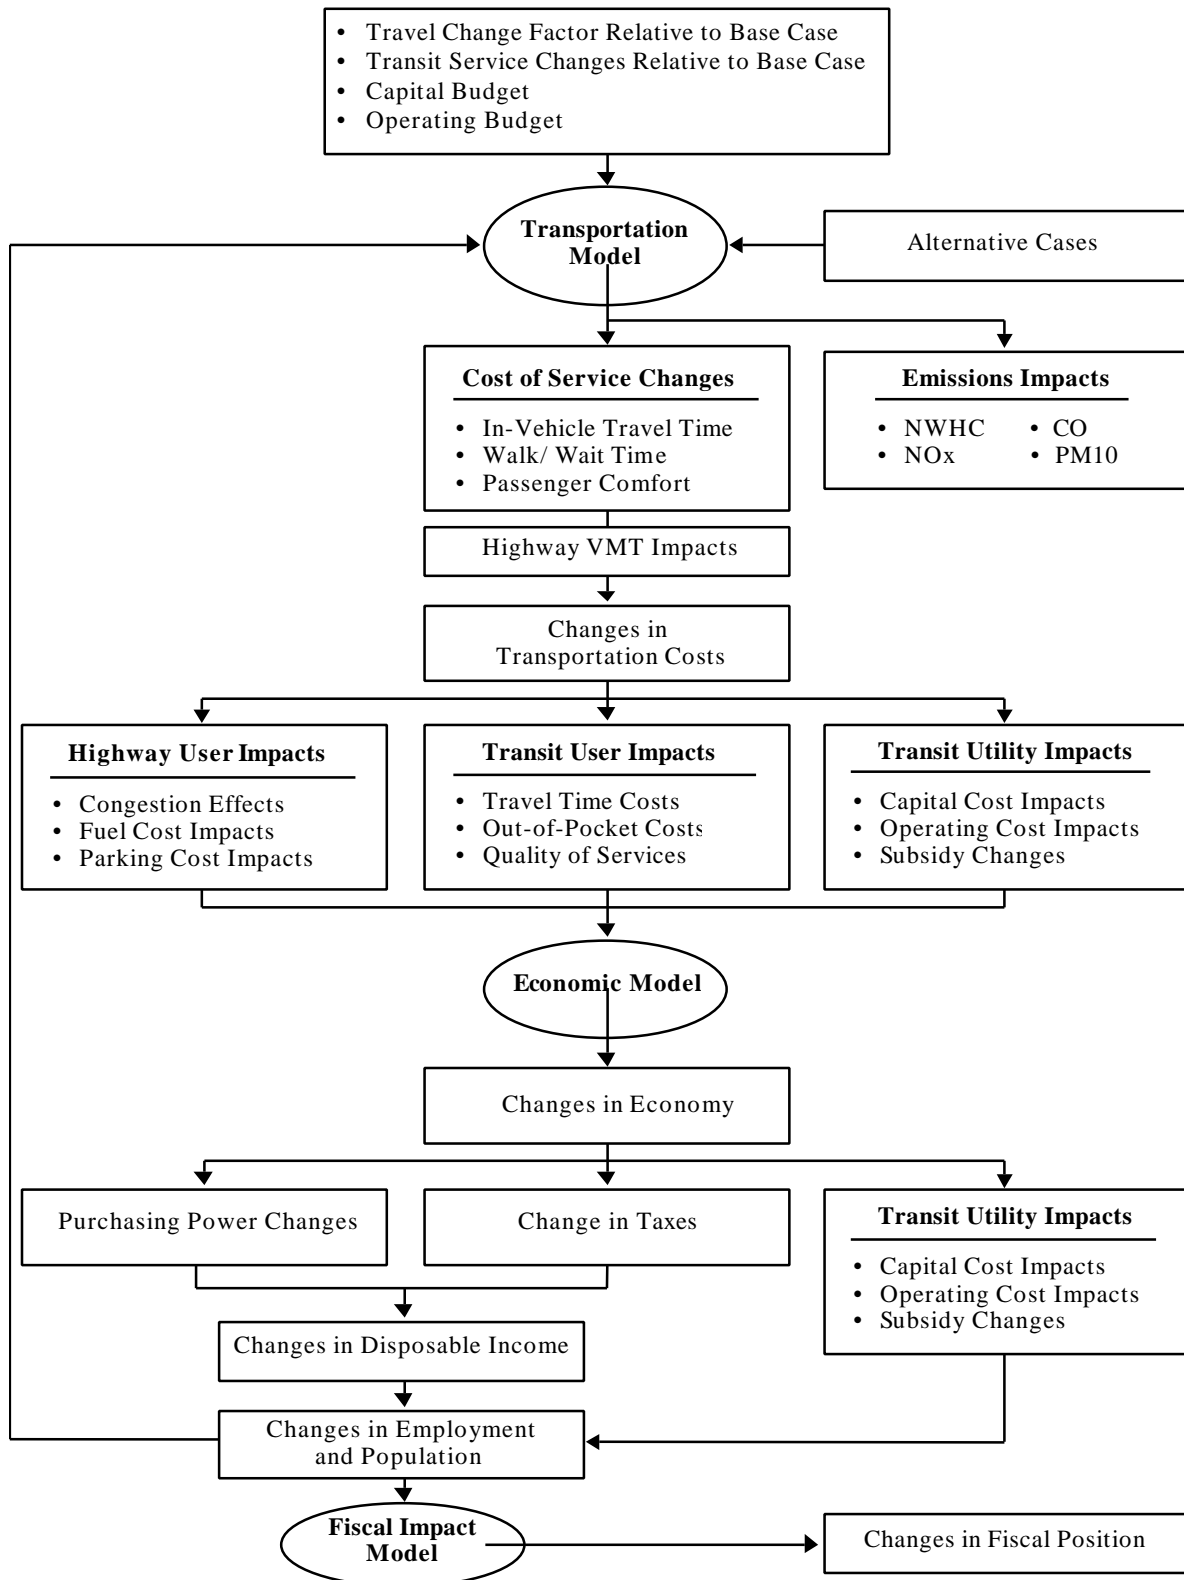 • Travel Change Factor Relative to Base Case
• Transit Service Changes Relative to Base Case
• Capital Budget
• Operating Budget
Transportation
Model
Alternative Cases
Cost of Service Changes
• In-Vehicle Travel Time
• Walk/ Wait Time
• Passenger Comfort
Emissions Impacts
• NWHC • CO
• NOx • PM10
Highway VMT Impacts
Changes in
Transportation Costs
Highway User Impacts
• Congestion Effects
• Fuel Cost Impacts
• Parking Cost Impacts
Transit User Impacts
• Travel Time Costs
• Out-of-Pocket Costs
• Quality of Services
Transit Utility Impacts
• Capital Cost Impacts
• Operating Cost Impacts
• Subsidy Changes
Economic Model
Changes in Economy
Purchasing Power Changes
Change in Taxes
Transit Utility Impacts
• Capital Cost Impacts
• Operating Cost Impacts
• Subsidy Changes
Changes in Disposable Income
Changes in Employment
and Population
Fiscal Impact
Model
Changes in Fiscal Position